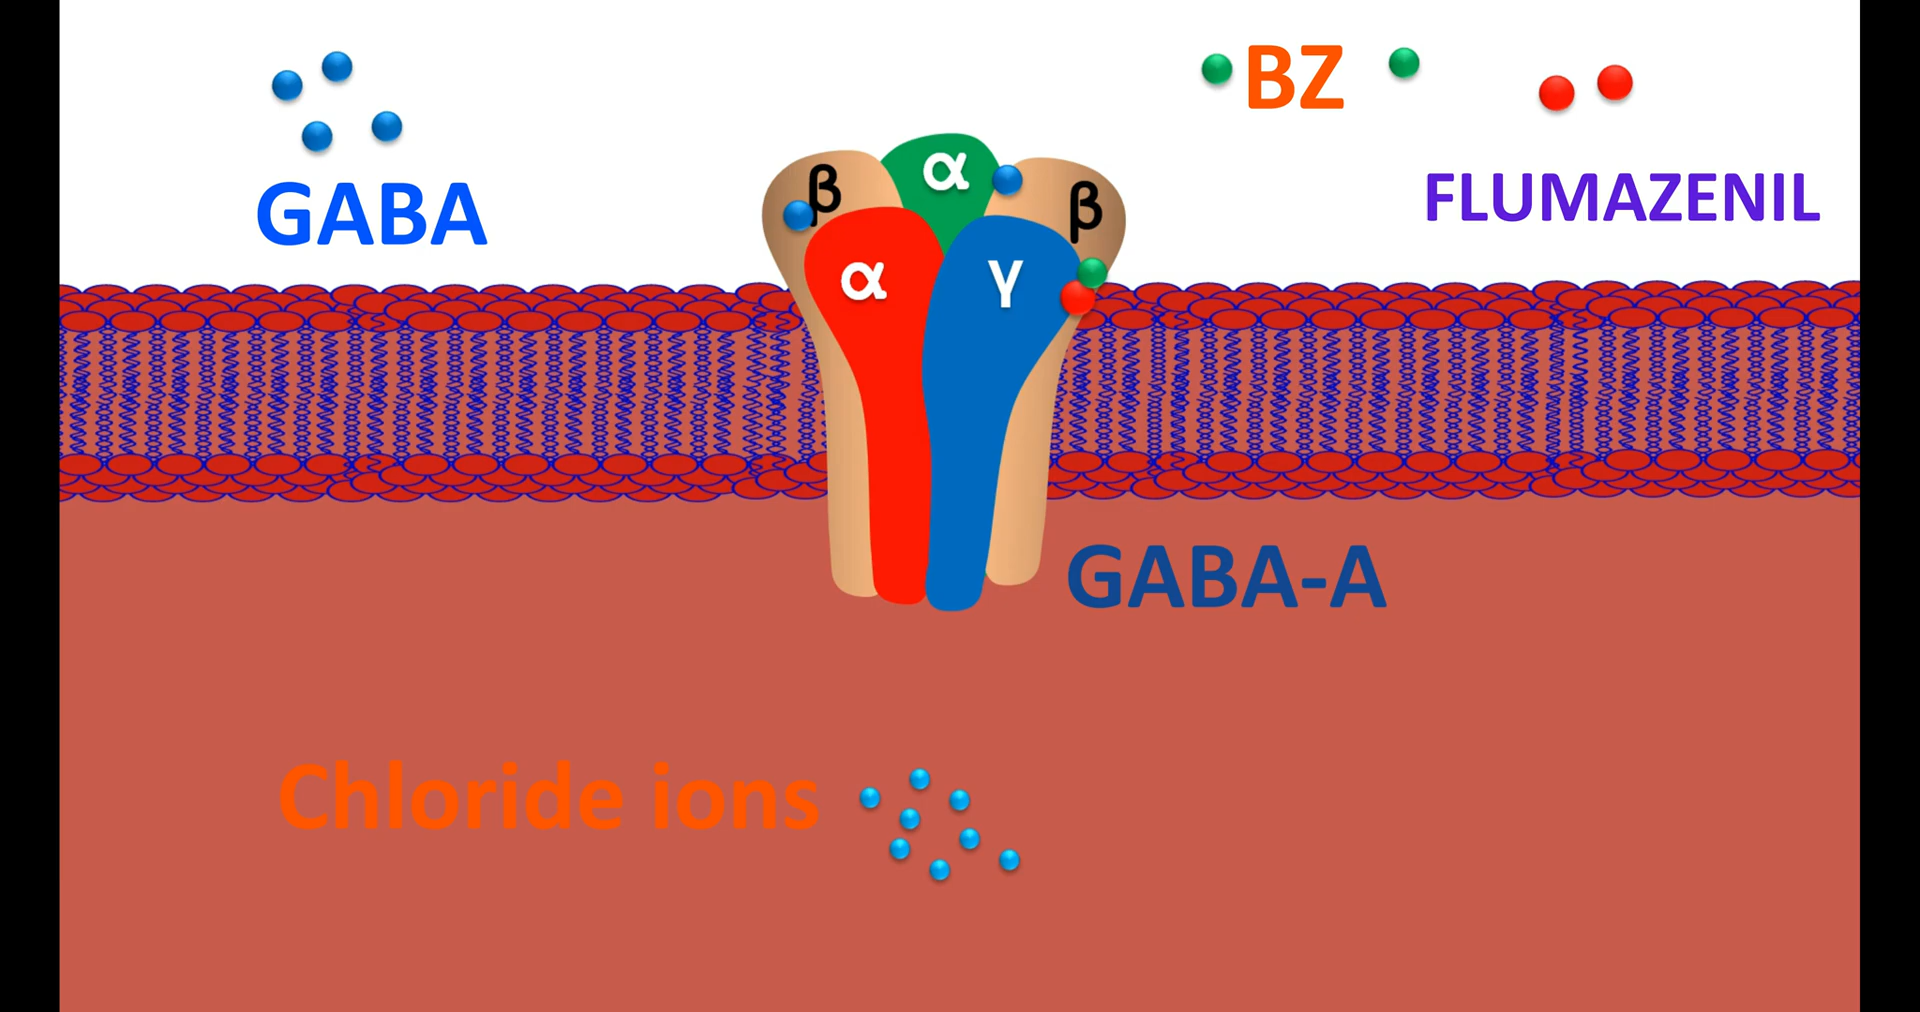 BZ
GABA
FLUMAZENIL
α
β
β
α
γ
GABA-A
Chloride ions